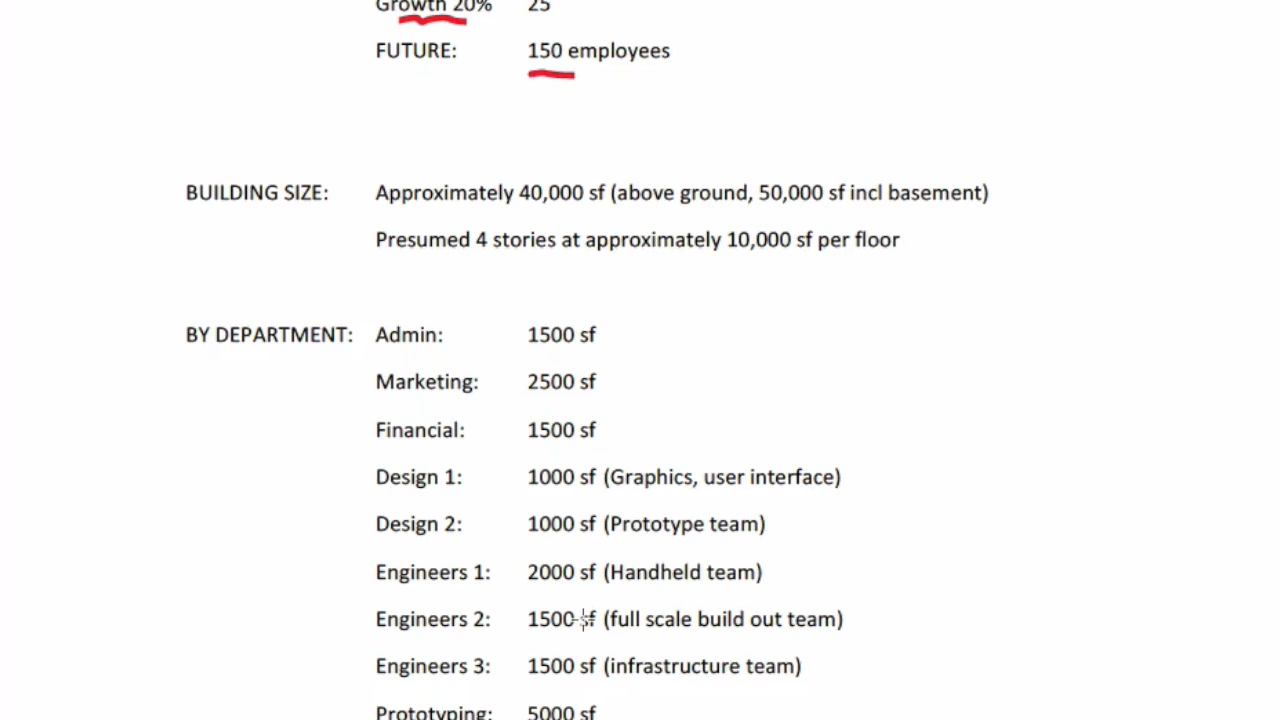 Growth 20% 25
FUTURE: 150 employees
BUILDING SIZE: Approximately 40,000 sf (above ground, 50,000 sf incl basement)
Presumed 4 stories at approximately 10,000 sf per floor
BY DEPARTMENT: Admin: 1500 sf
Marketing: 2500 sf
Financial: 1500 sf
Design 1: 1000 sf (Graphics, user interface)
Design 2: 1000 sf (Prototype team)
Engineers 1: 2000 sf (Handheld team)
Engineers 2: 1500 sf (full scale build out team)
Engineers 3: 1500 sf (infrastructure team)
Prototyping: 5000 sf